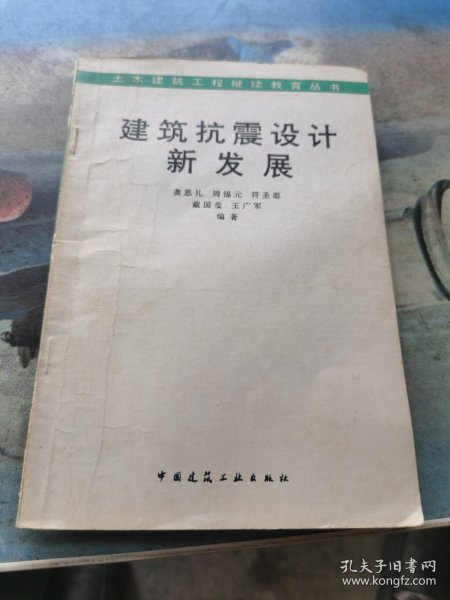 土木建筑工程继续教育丛书
建筑抗震设计
新发展
龚思礼 周锡元 符圣聪
戴国莹 王广军
编著
中国建筑工业出版社
孔夫子旧书网
www.kongfz.com